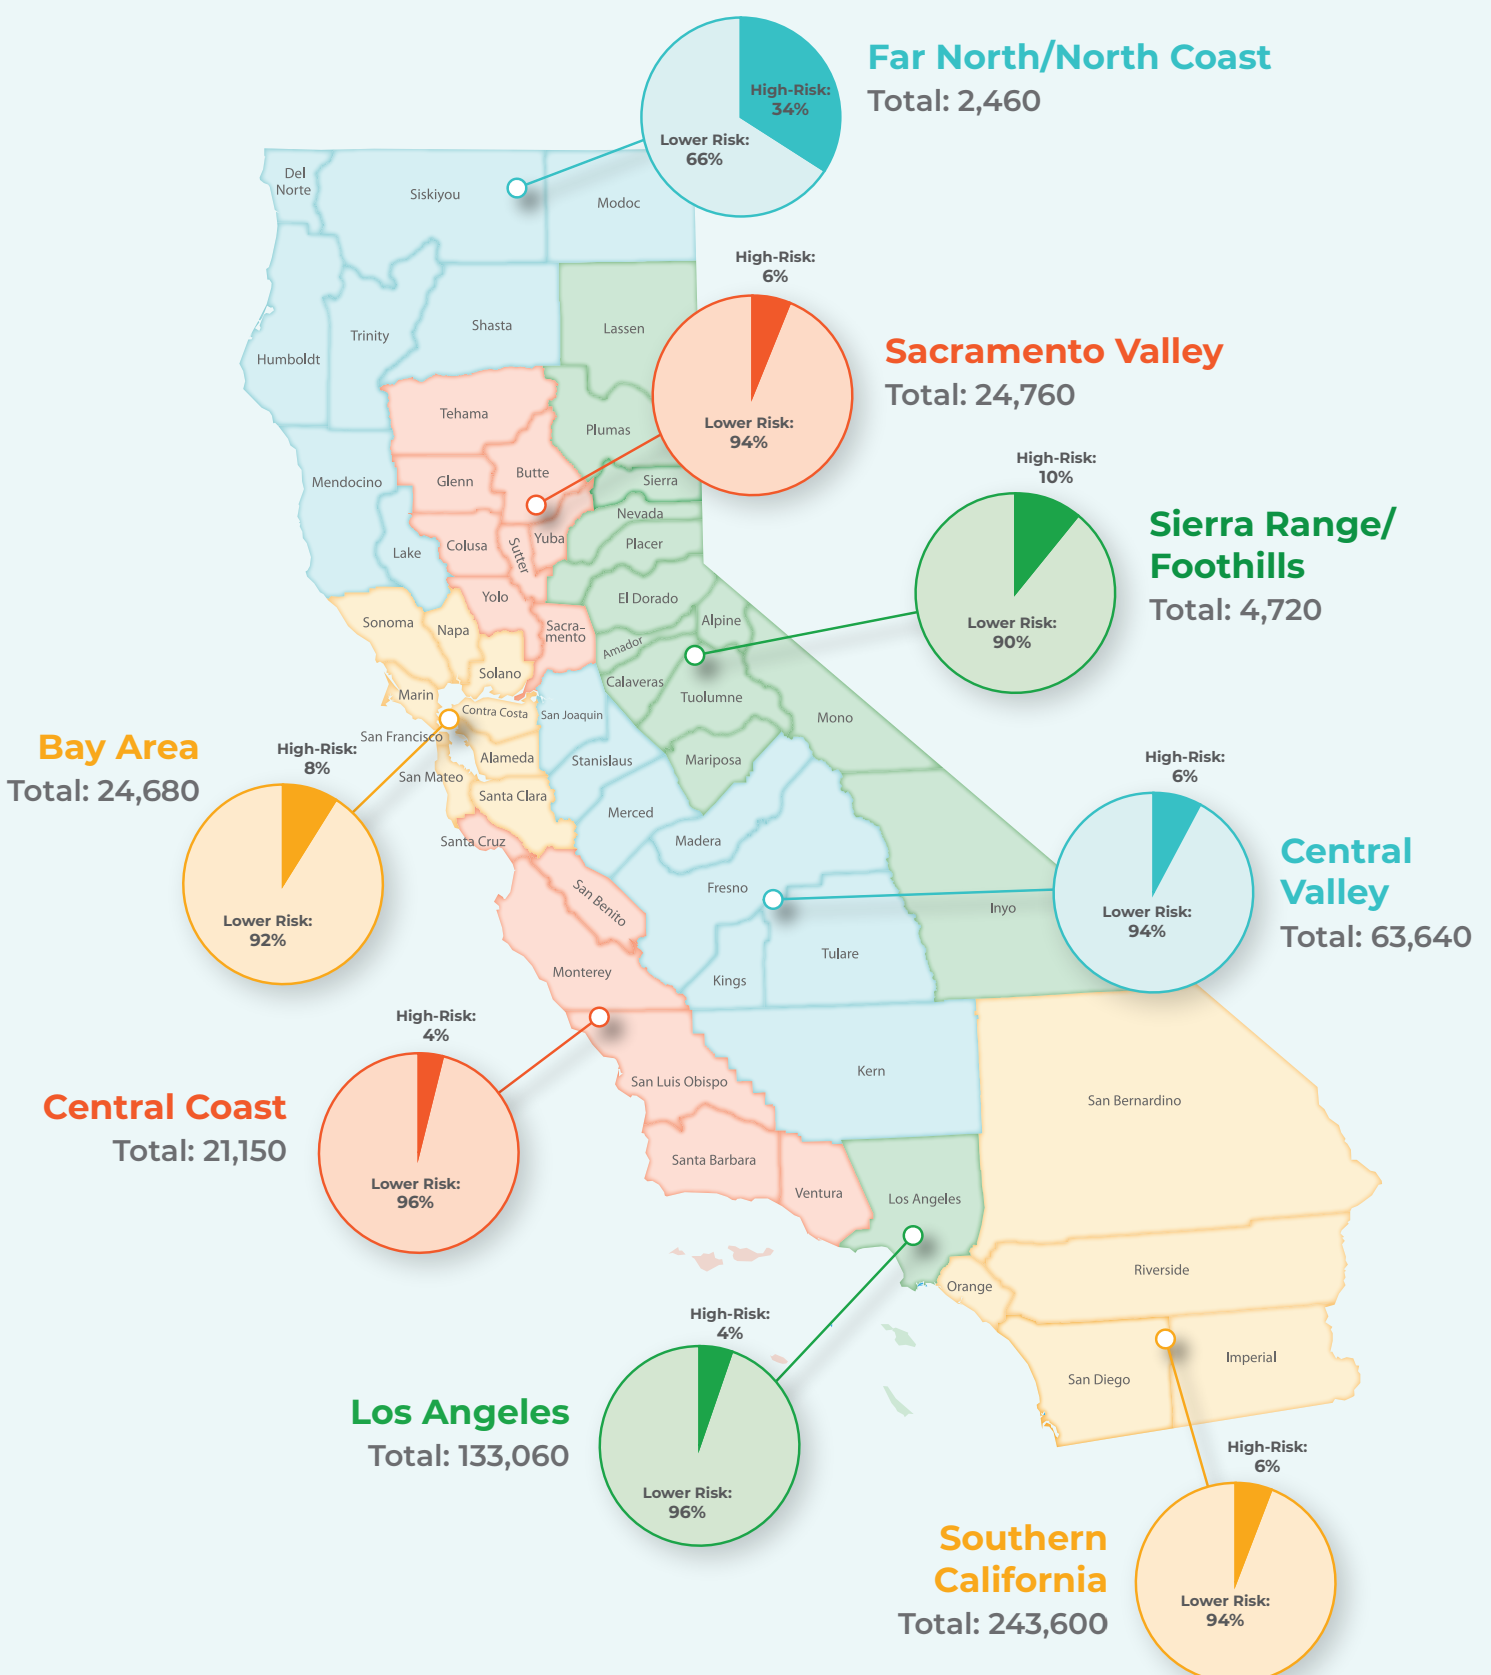 Far North/North Coast
Total: 2,460
High-Risk:
34%
Lower Risk:
66%
Del
Norte
Siskiyou
Modoc
High-Risk:
6%
Lower Risk:
94%
Sacramento Valley
Total: 24,760
Humboldt
Trinity
Shasta
Lassen
Tehama
Plumas
Mendocino
Glenn
Butte
Sierra
Nevada
Lake
Colusa
Sutter
Yuba
Placer
High-Risk:
10%
Lower Risk:
90%
Sierra Range/
Foothills
Total: 4,720
Yolo
El Dorado
Sonoma
Napa
Sacra-
mento
Amador
Alpine
Solano
Calaveras
Tuolumne
Marin
Contra Costa
San Joaquin
Mono
San Francisco
Alameda
Stanislaus
Mariposa
San Mateo
Santa Clara
Bay Area
Total: 24,680
High-Risk:
8%
Lower Risk:
92%
Merced
Madera
Santa Cruz
San Benito
Fresno
Inyo
High-Risk:
6%
Lower Risk:
94%
Central
Valley
Total: 63,640
Monterey
Kings
Tulare
High-Risk:
4%
Lower Risk:
96%
Central Coast
Total: 21,150
San Luis Obispo
Kern
San Bernardino
Santa Barbara
Ventura
Los Angeles
Orange
Riverside
High-Risk:
4%
Lower Risk:
96%
Los Angeles
Total: 133,060
San Diego
Imperial
High-Risk:
6%
Lower Risk:
94%
Southern
California
Total: 243,600